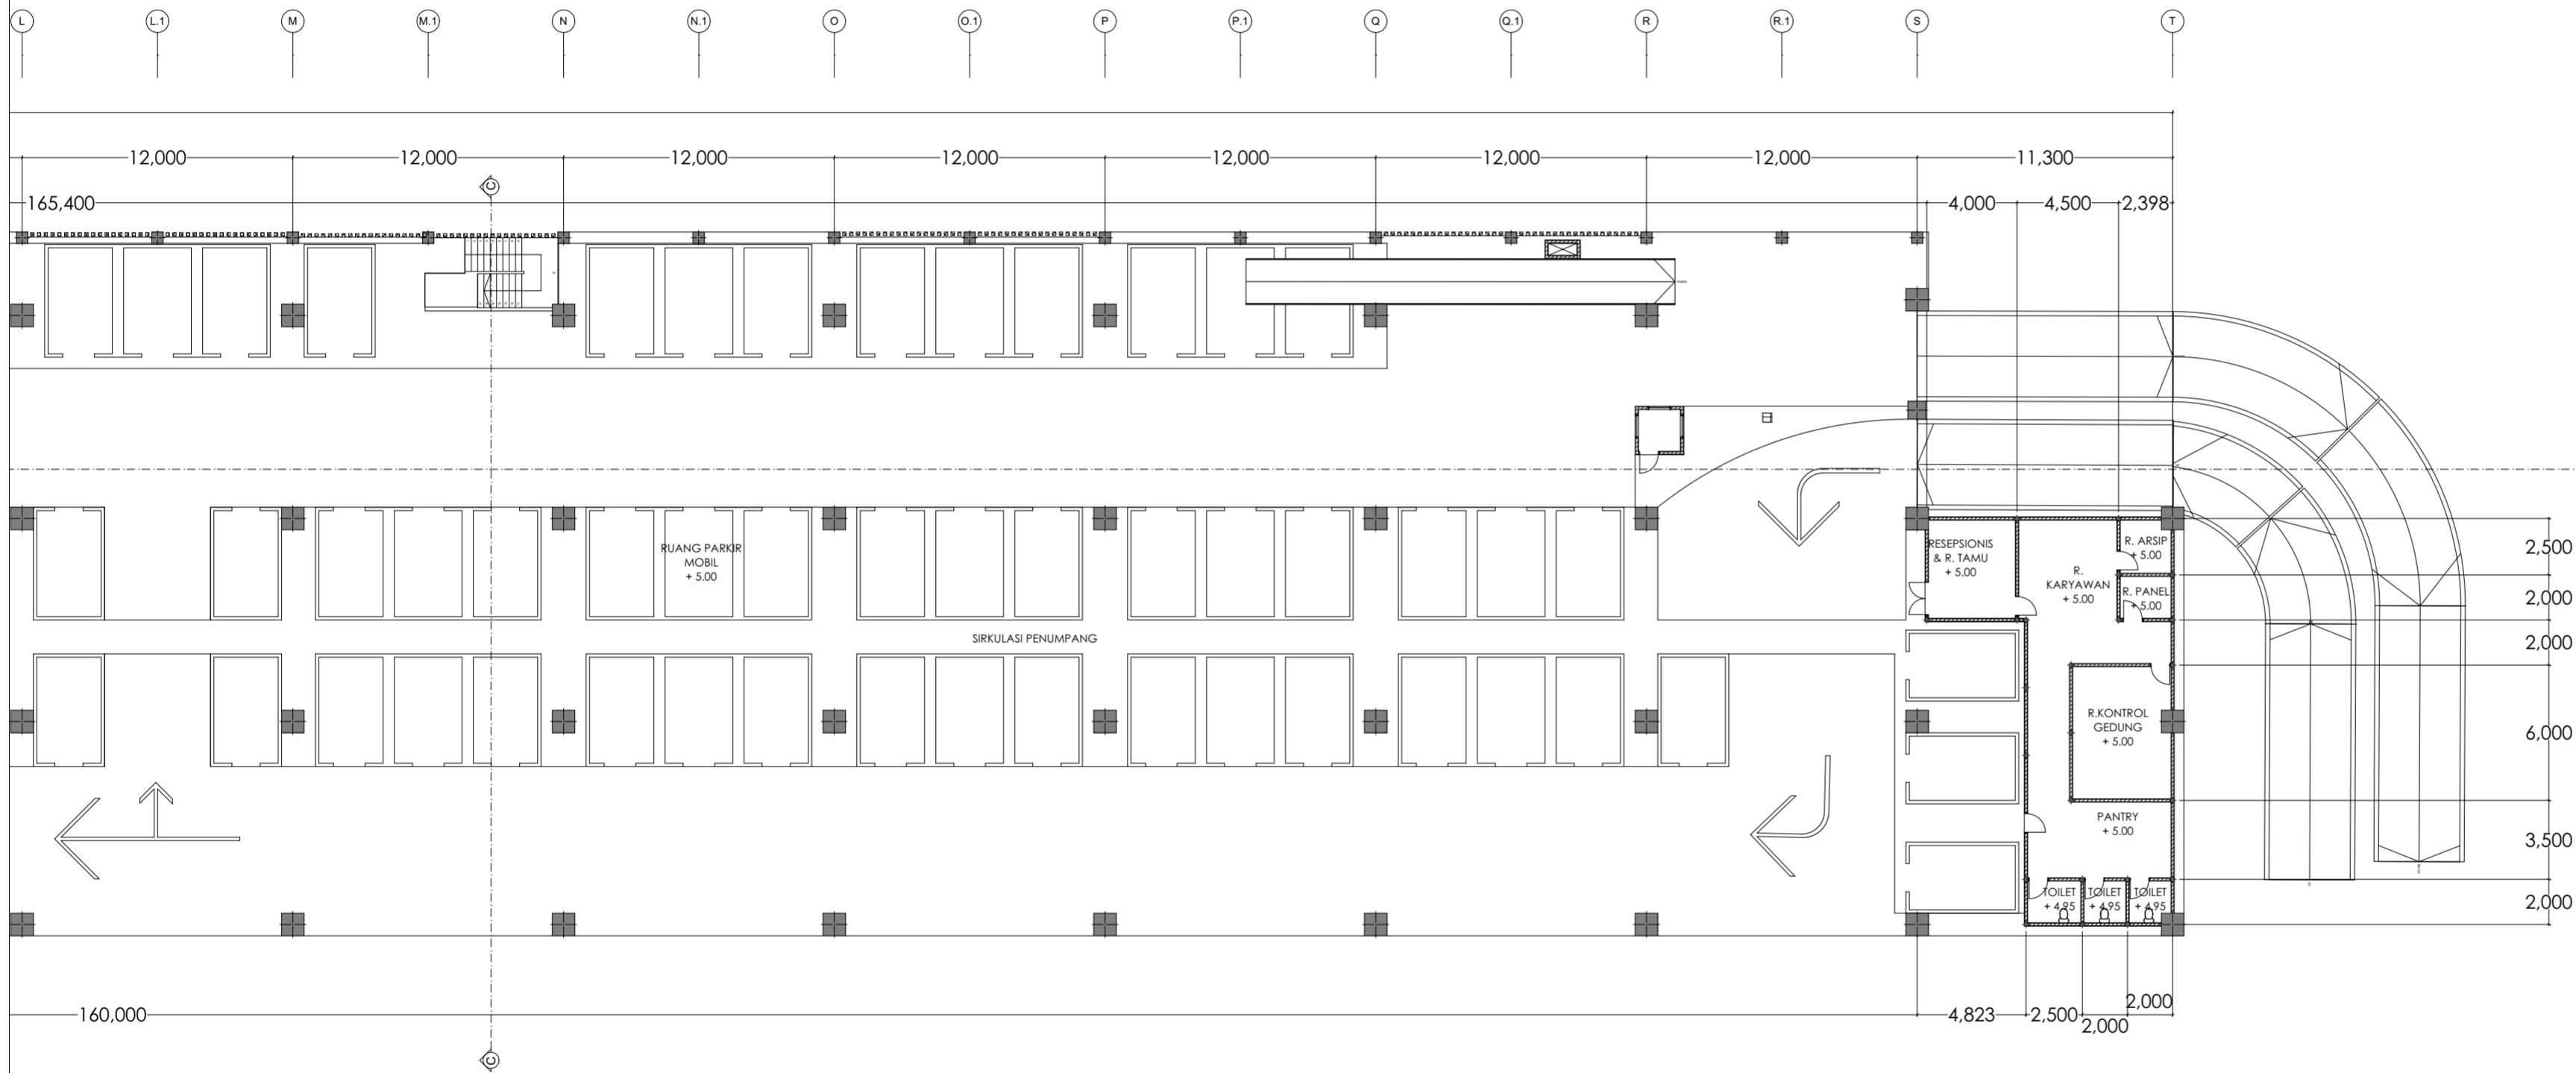 L L.1 M M.1 N N.1 O O.1 P P.1 Q Q.1 R R.1 S T
12,000 12,000 12,000 12,000 12,000 12,000 12,000 11,300
C
165,400 4,000 4,500 2,398
DOWN
RUANG PARKIR
MOBIL
+ 5.00
RESEPSIONIS
& R. TAMU
+ 5.00
R.
KARYAWAN
+ 5.00
R. ARSIP
+ 5.00
R. PANEL
+ 5.00
2,500
2,000
SIRKULASI PENUMPANG
2,000
R.KONTROL
GEDUNG
+ 5.00
6,000
PANTRY
+ 5.00
3,500
TOILET
+ 4.95
TOILET
+ 4.95
TOILET
+ 4.95
2,000
160,000 4,823 2,500 2,000 2,000
C